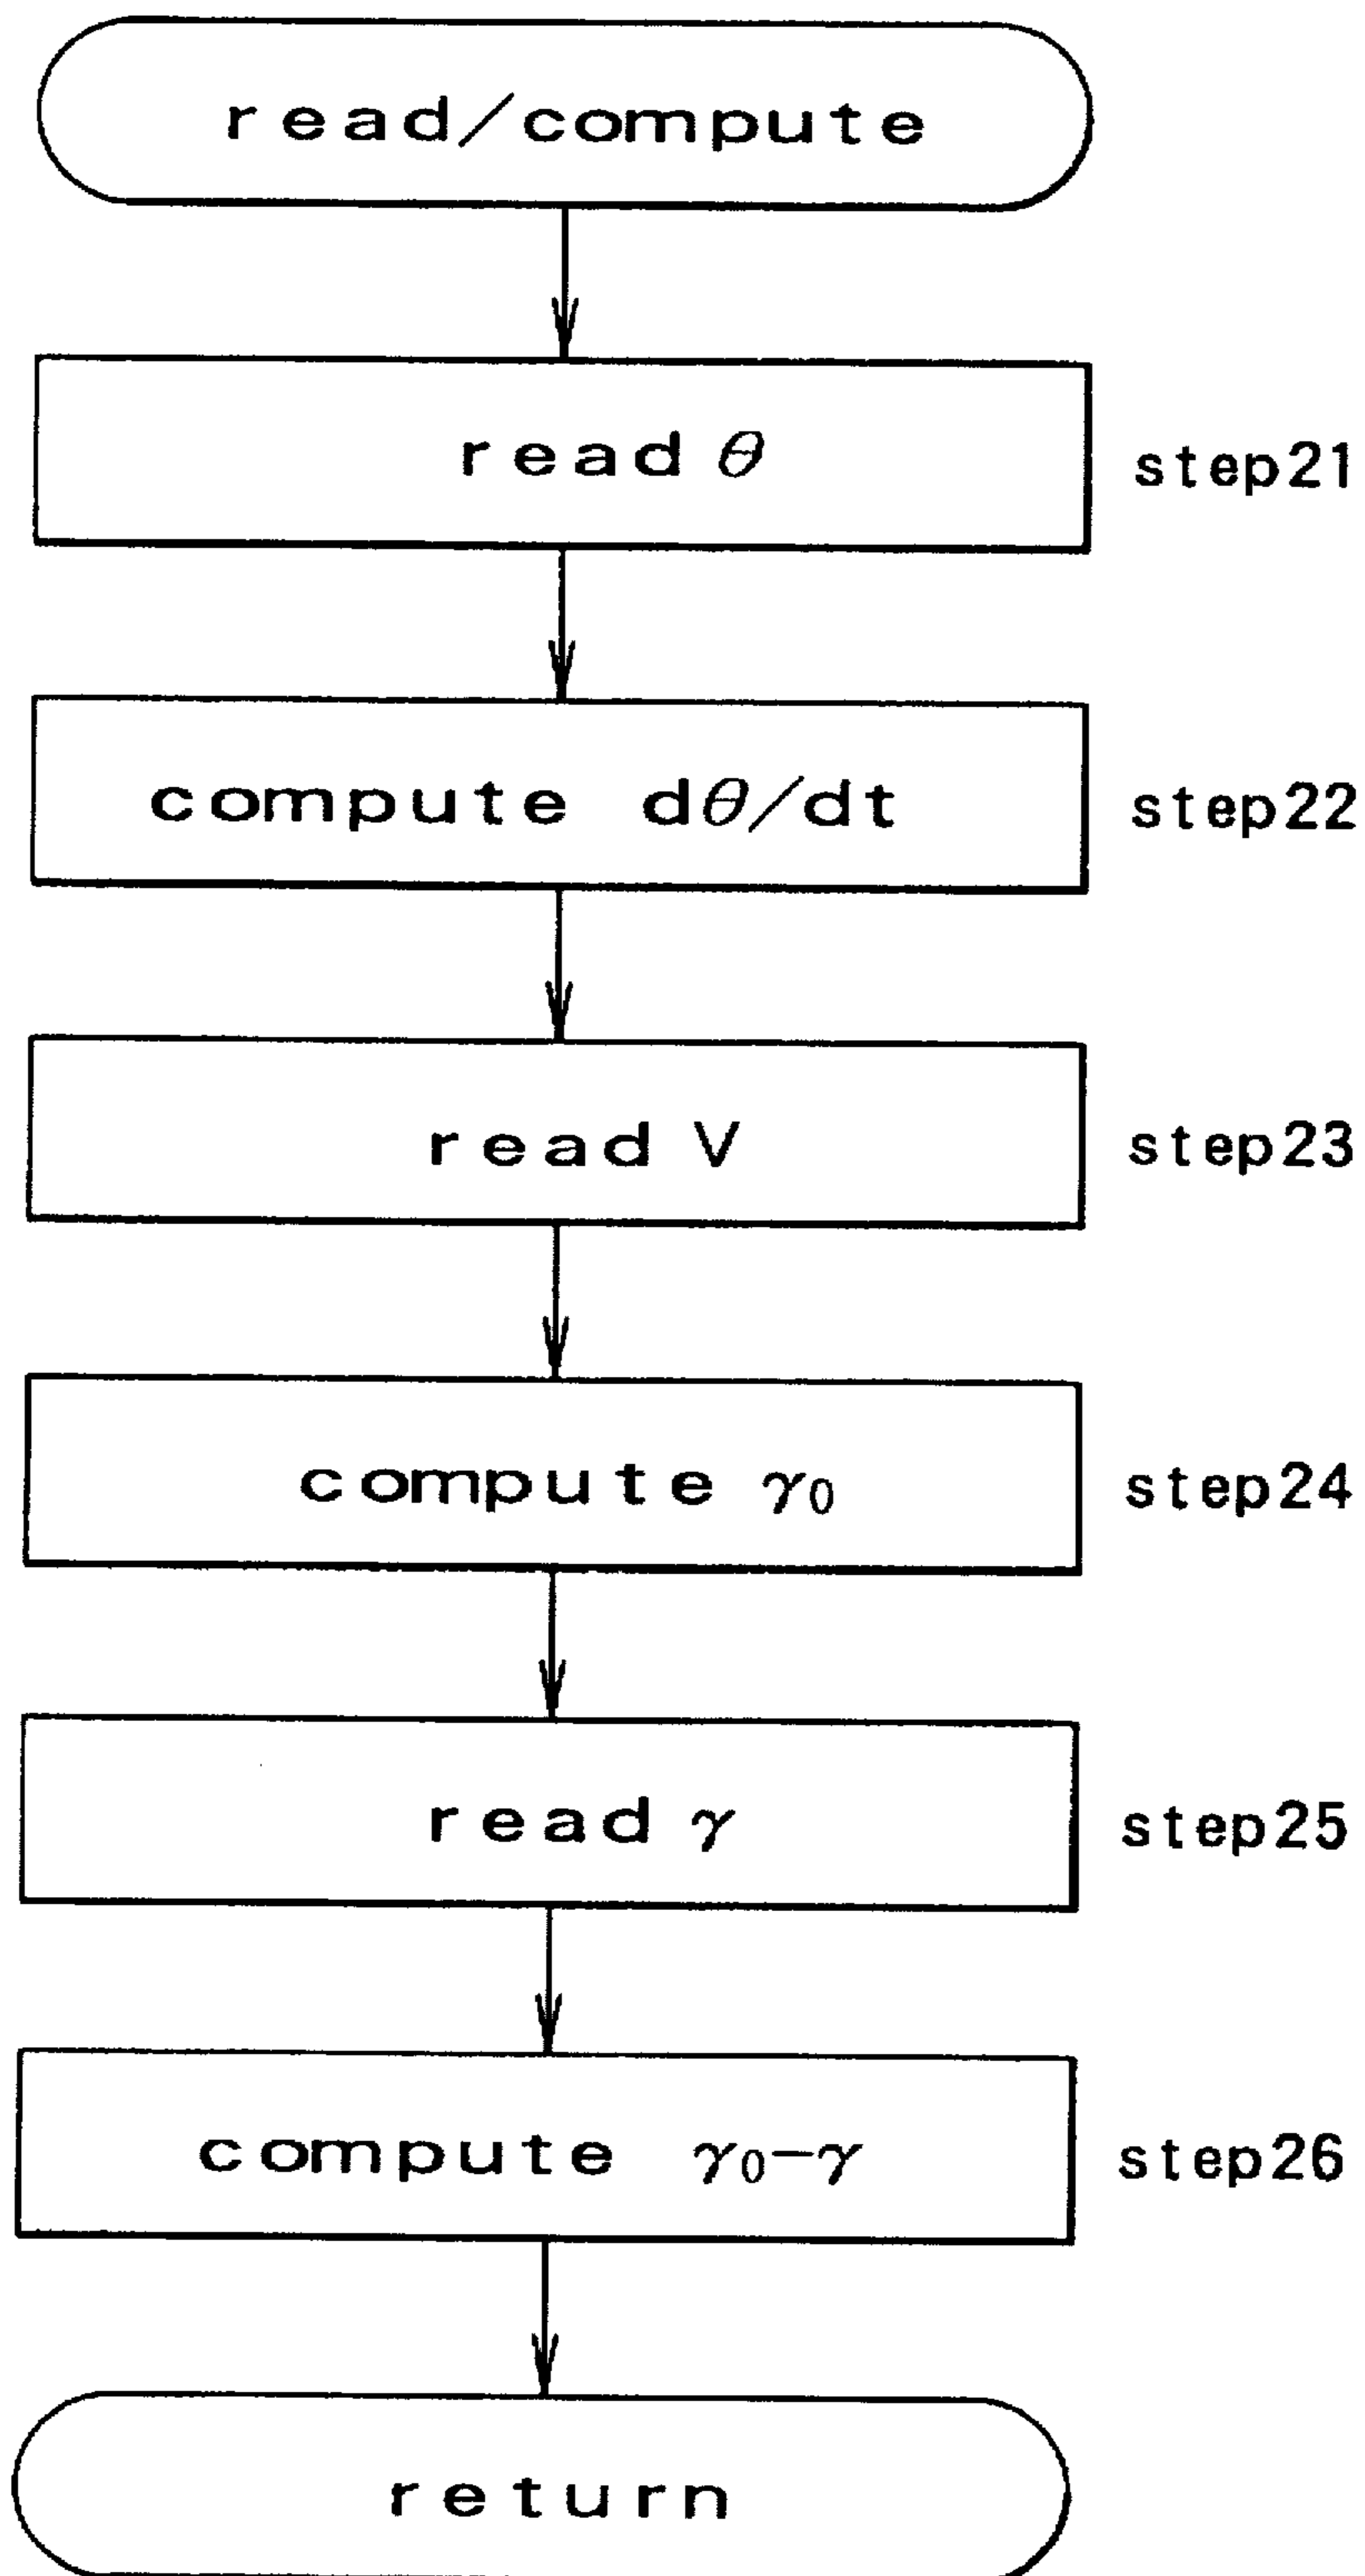 read/compute
read θ step21
compute dθ/dt step22
read V step23
compute γ₀ step24
read γ step25
compute γ₀−γ step26
return